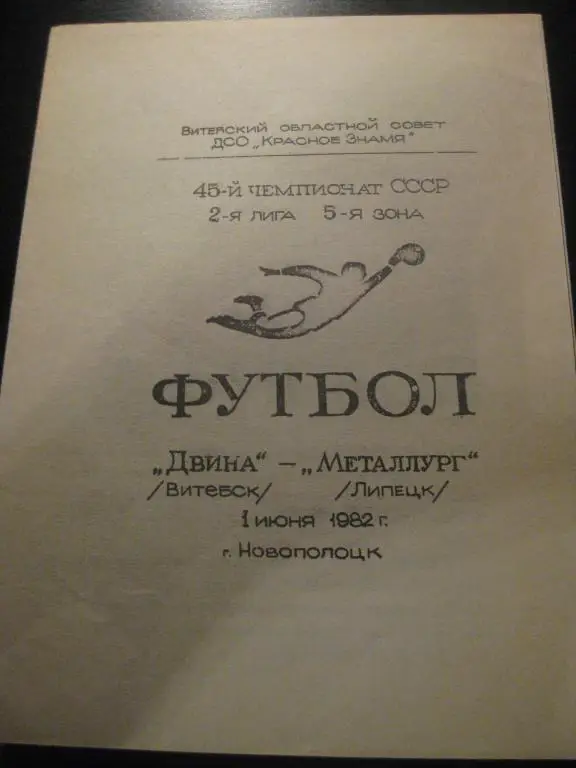 Витебский областной совет
ДСО „Красное Знамя"
45-й чемпионат СССР
2-я лига 5-я зона
ФУТБОЛ
„Двина" – „Металлург"
/Витебск/ /Липецк/
1 июня 1982 г.
г. Новополоцк